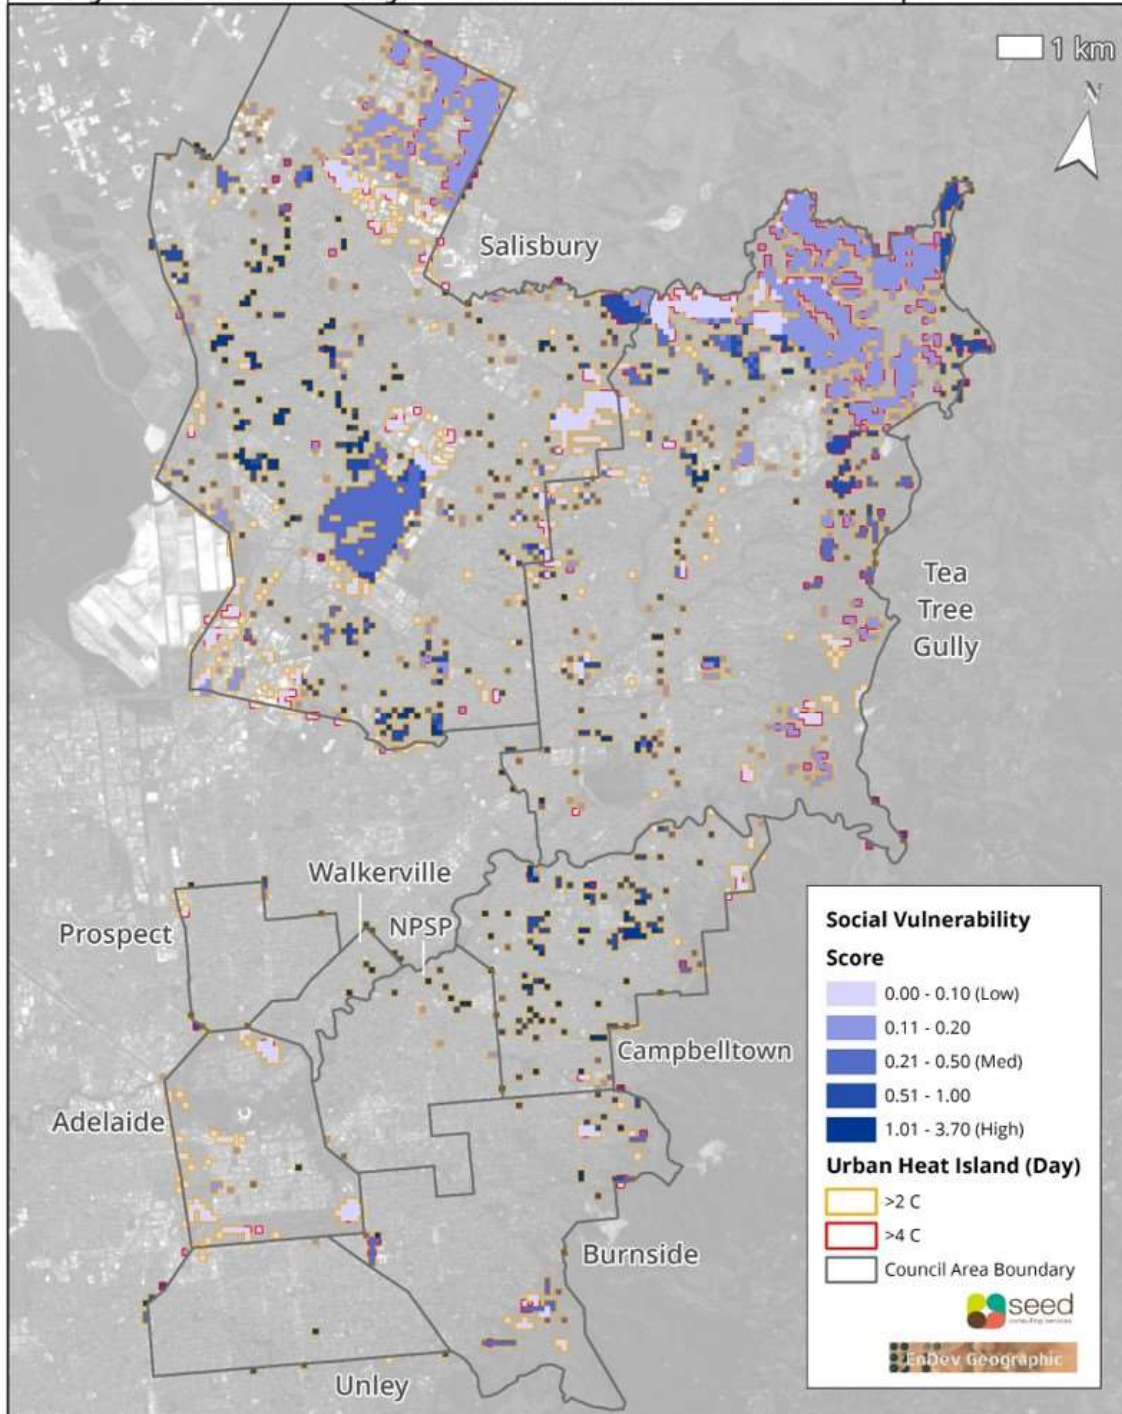 1 km
N
Salisbury
Tea
Tree
Gully
Walkerville
Prospect
NPSP
Campbelltown
Adelaide
Burnside
Unley
Social Vulnerability
Score
0.00 - 0.10 (Low)
0.11 - 0.20
0.21 - 0.50 (Med)
0.51 - 1.00
1.01 - 3.70 (High)
Urban Heat Island (Day)
>2 C
>4 C
Council Area Boundary
seed
consulting services
EnDev Geographic